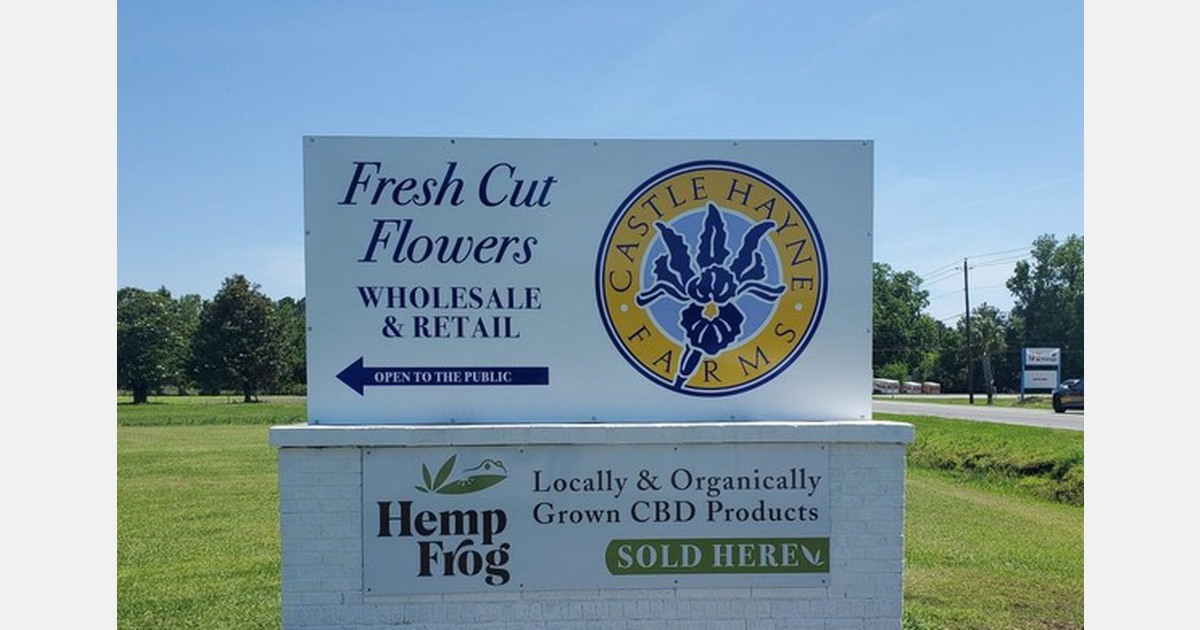 Fresh Cut
Flowers
WHOLESALE
& RETAIL
OPEN TO THE PUBLIC
CASTLE HAYNE
FARMS
Hemp
Frog
Locally & Organically
Grown CBD Products
SOLD HERE